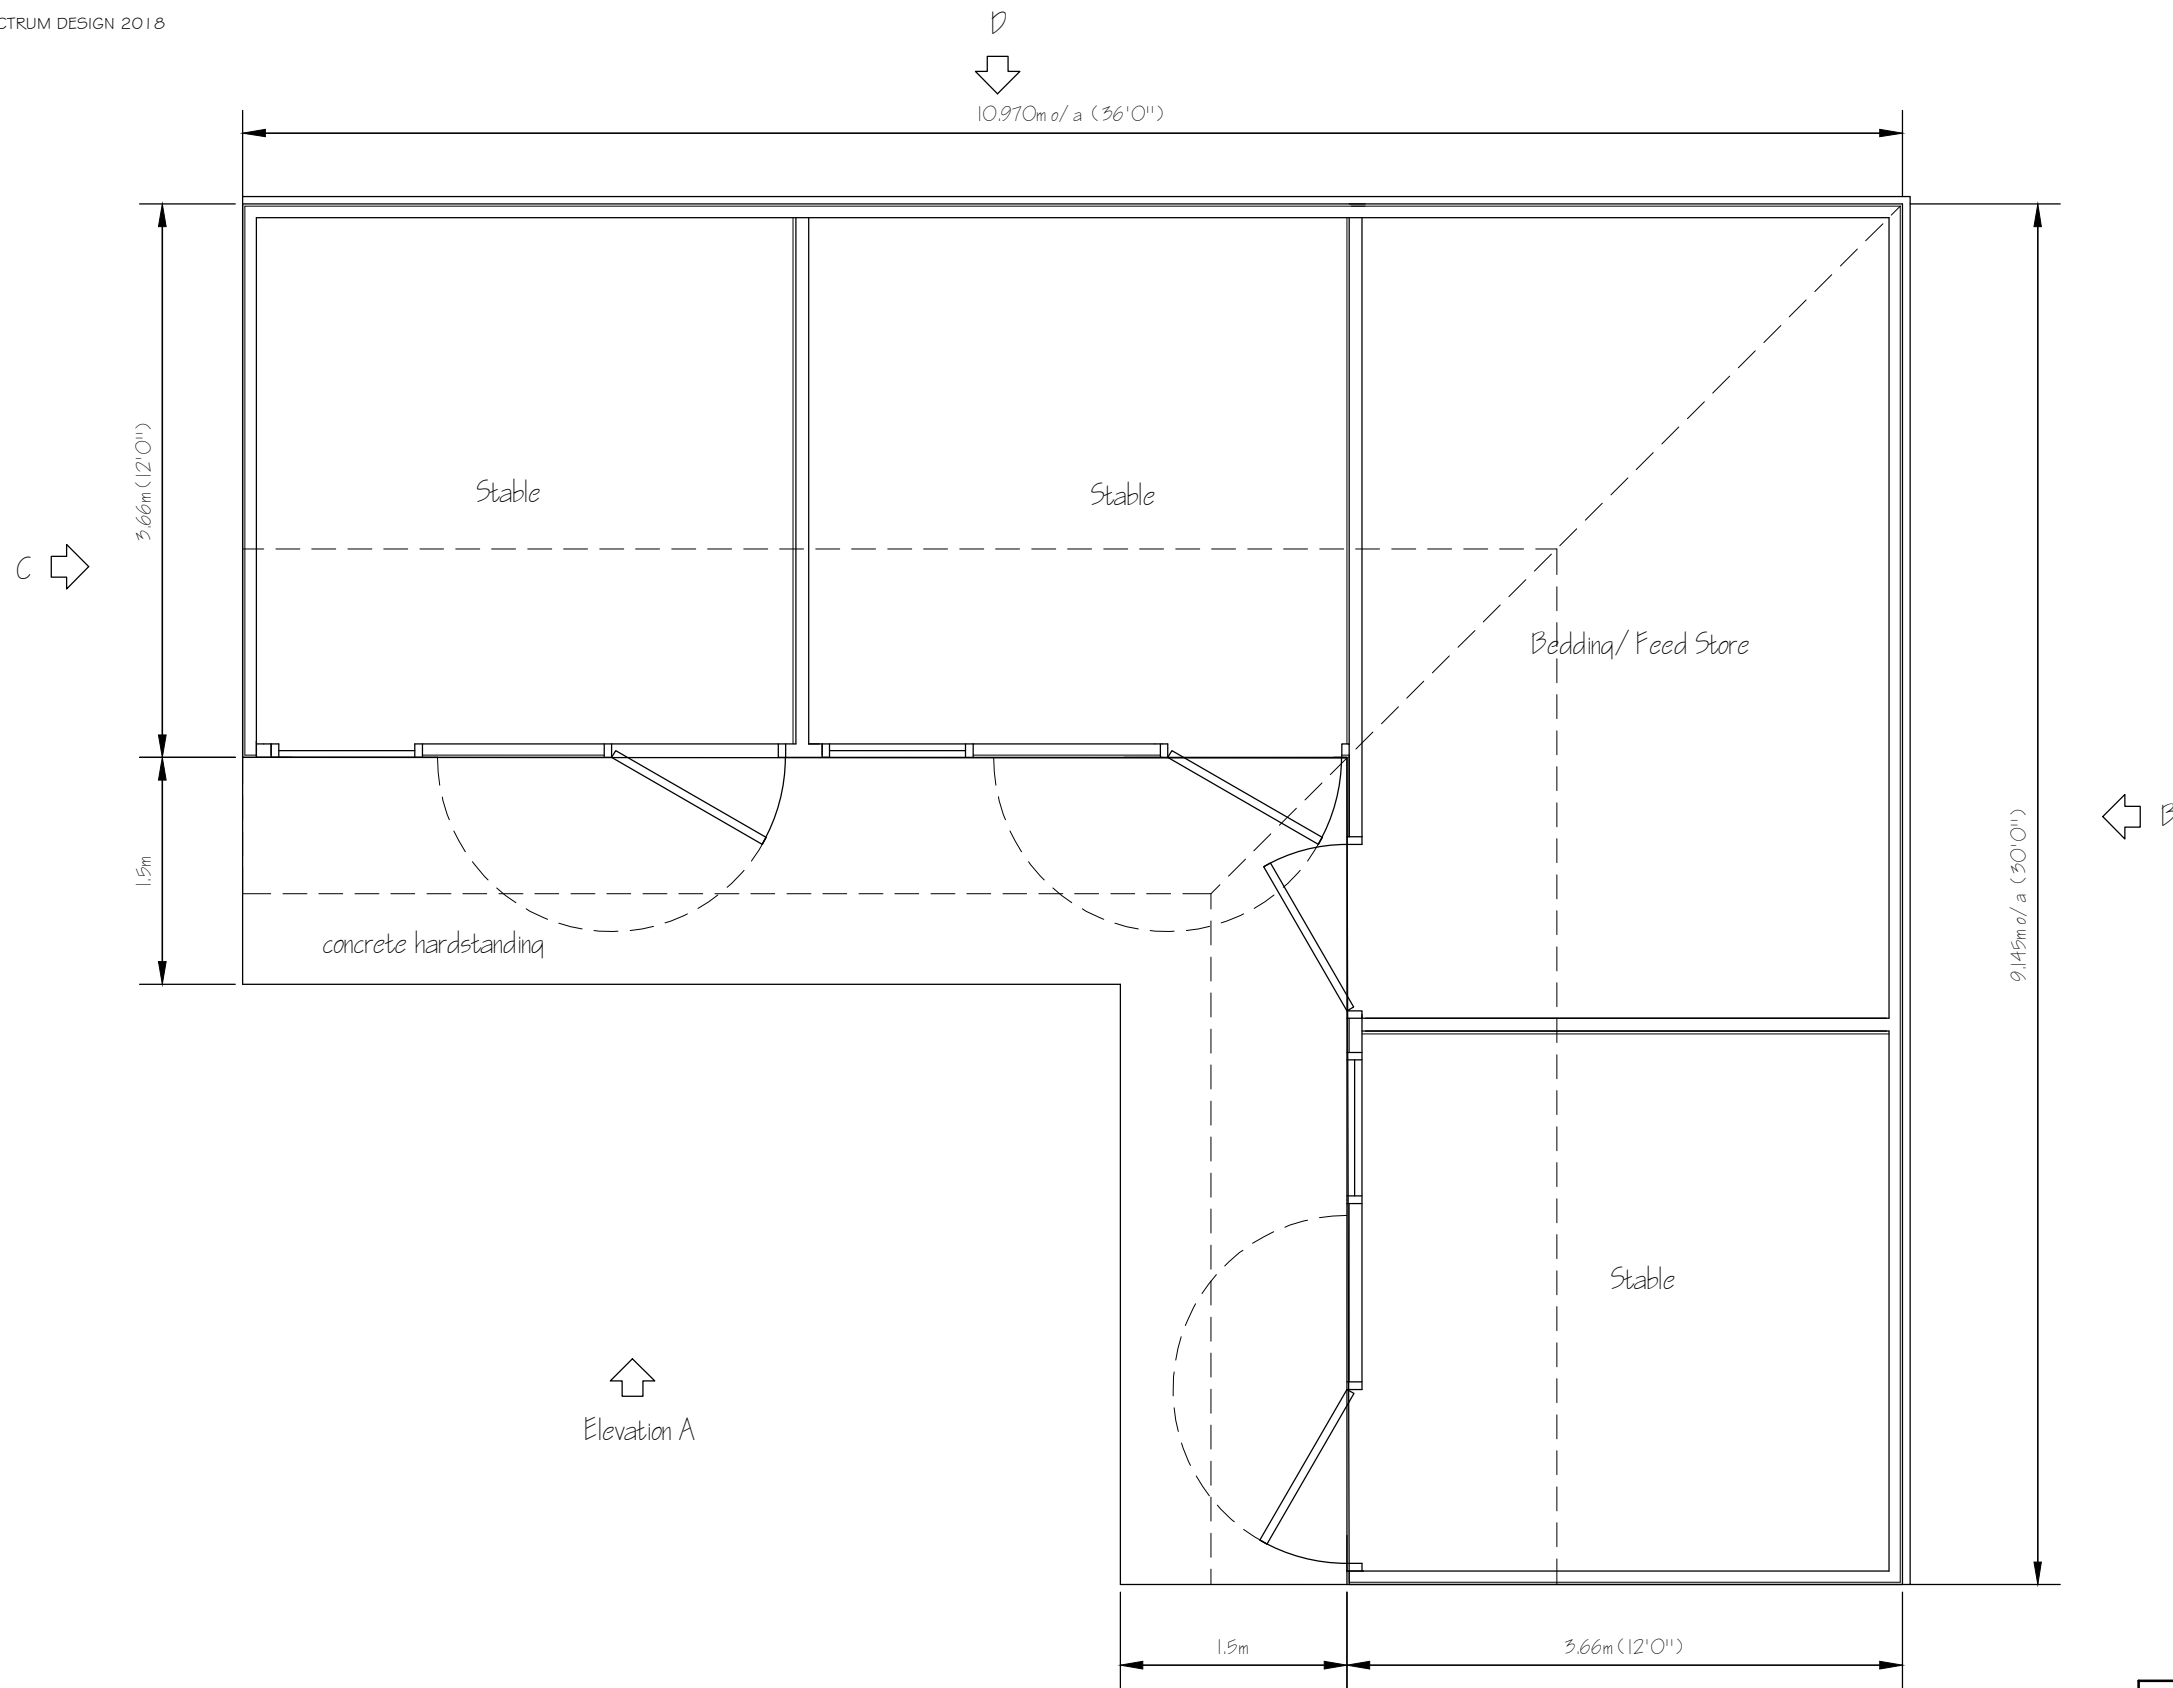 CTRUM DESIGN 2018
D
10.970m o/a (36'0")
3.66m (12'0")
Stable
Stable
C
Bedding/ Feed Store
B
1.5m
9.145m o/a (30'0")
concrete hardstanding
Stable
Elevation A
1.5m
3.66m (12'0")